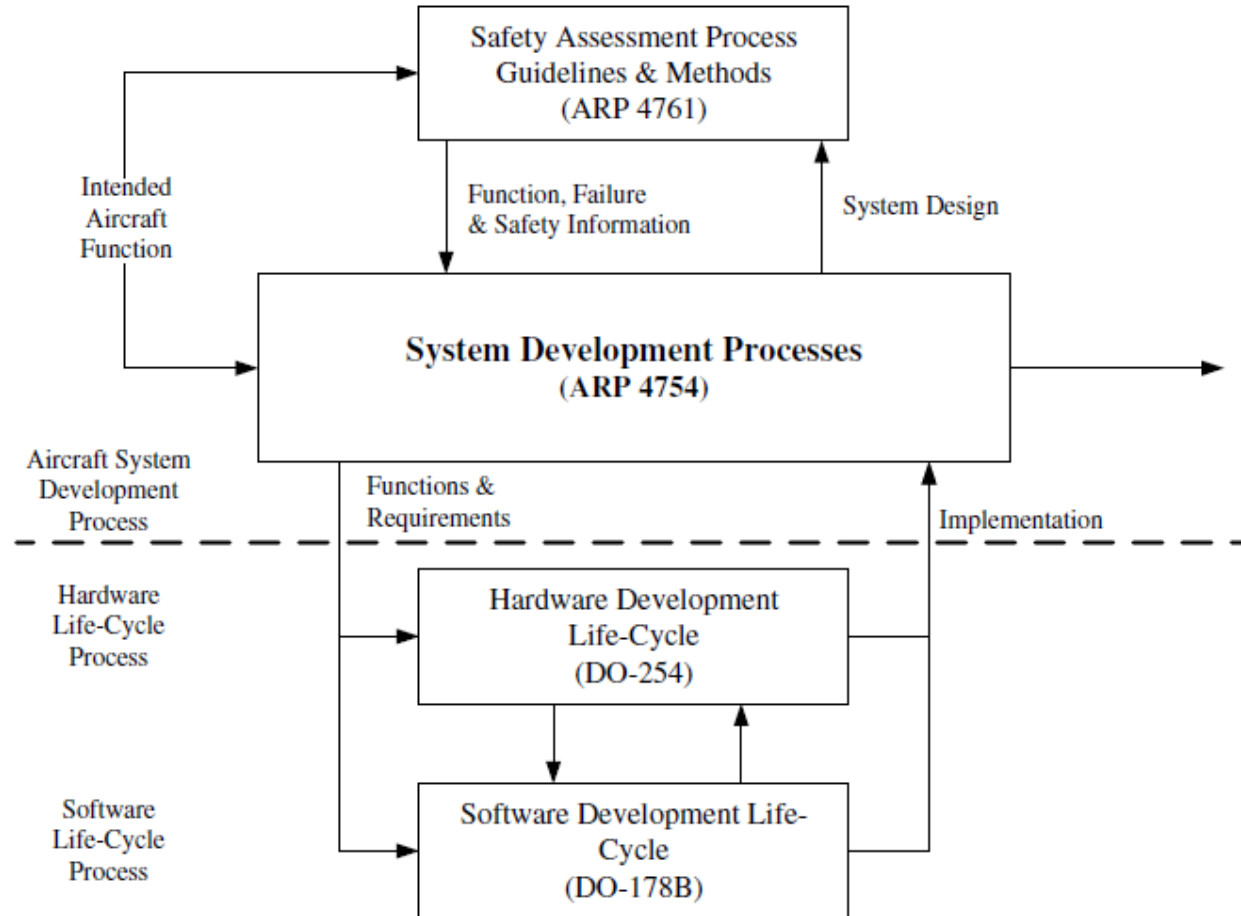 Safety Assessment Process
Guidelines & Methods
(ARP 4761)
Intended
Aircraft
Function
Function, Failure
& Safety Information
System Design
System Development Processes
(ARP 4754)
Aircraft System
Development
Process
Functions &
Requirements
Implementation
Hardware
Life-Cycle
Process
Hardware Development
Life-Cycle
(DO-254)
Software
Life-Cycle
Process
Software Development Life-
Cycle
(DO-178B)